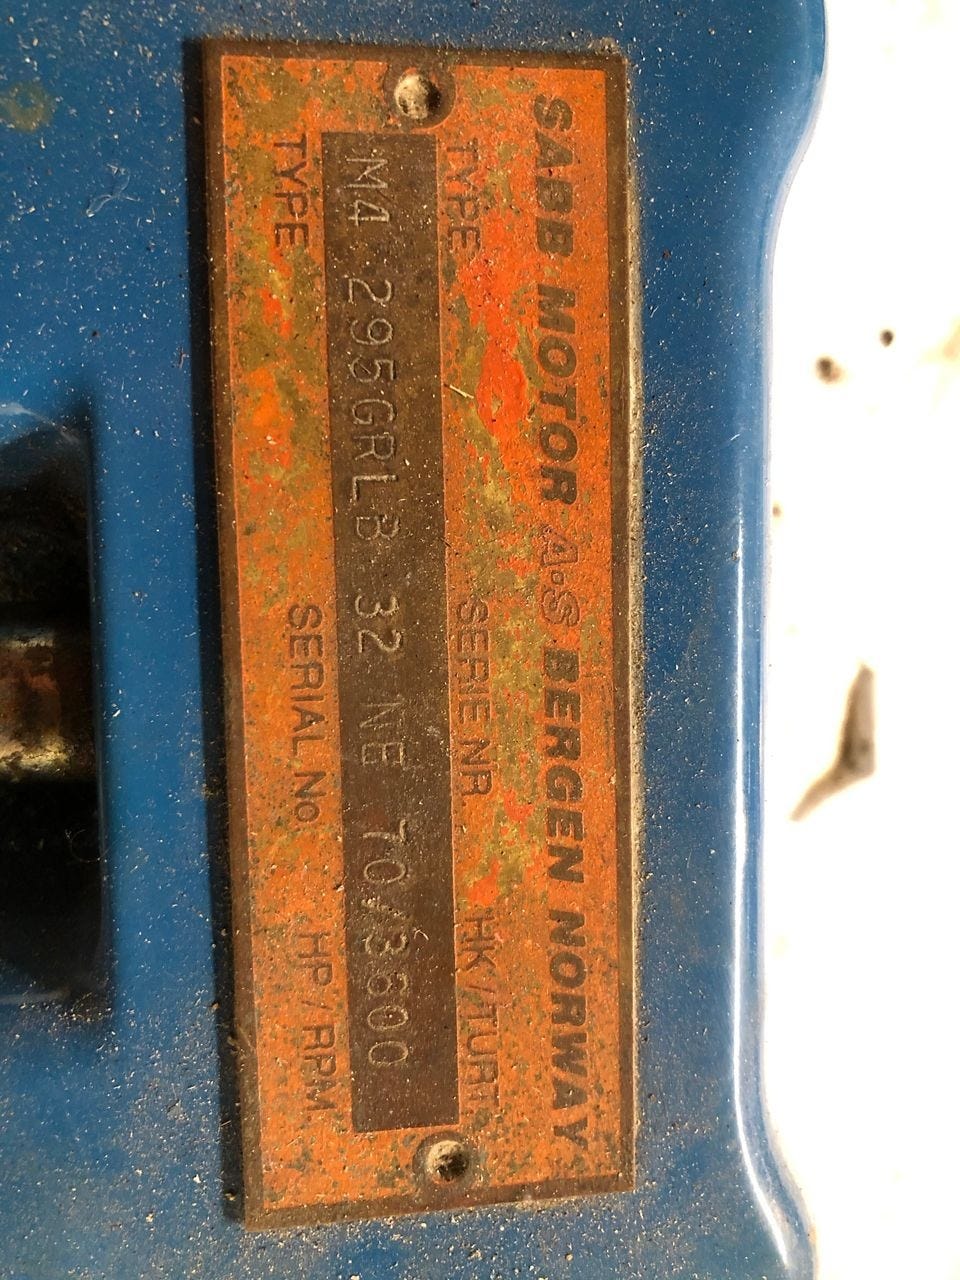 SABB MOTOR A·S BERGEN NORWAY
TYPE SERIE NR. HK/TURT.
M4 295GRLB 32 NE 70/3800
TYPE SERIAL No HP/RPM